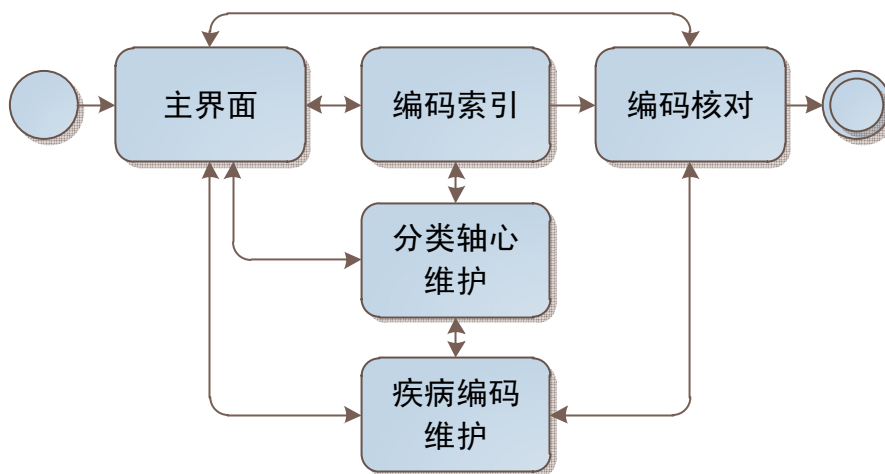 主界面
编码索引
编码核对
分类轴心
维护
疾病编码
维护